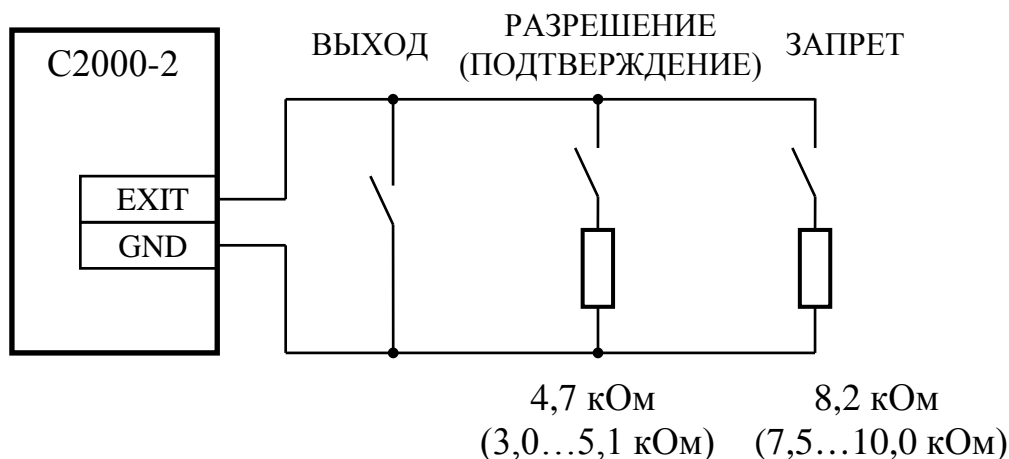 С2000-2
ВЫХОД
РАЗРЕШЕНИЕ
(ПОДТВЕРЖДЕНИЕ)
ЗАПРЕТ
EXIT
GND
4,7 кОм
(3,0…5,1 кОм)
8,2 кОм
(7,5…10,0 кОм)